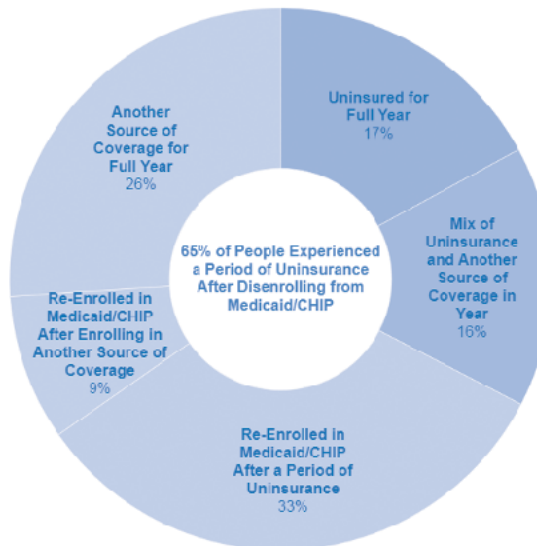 Uninsured for
Full Year
17%
Mix of
Uninsurance
and Another
Source of
Coverage in
Year
16%
Re-Enrolled in
Medicaid/CHIP
After a Period of
Uninsurance
33%
Re-Enrolled in
Medicaid/CHIP
After Enrolling in
Another Source of
Coverage
9%
Another
Source of
Coverage for
Full Year
26%
65% of People Experienced
a Period of Uninsurance
After Disenrolling from
Medicaid/CHIP